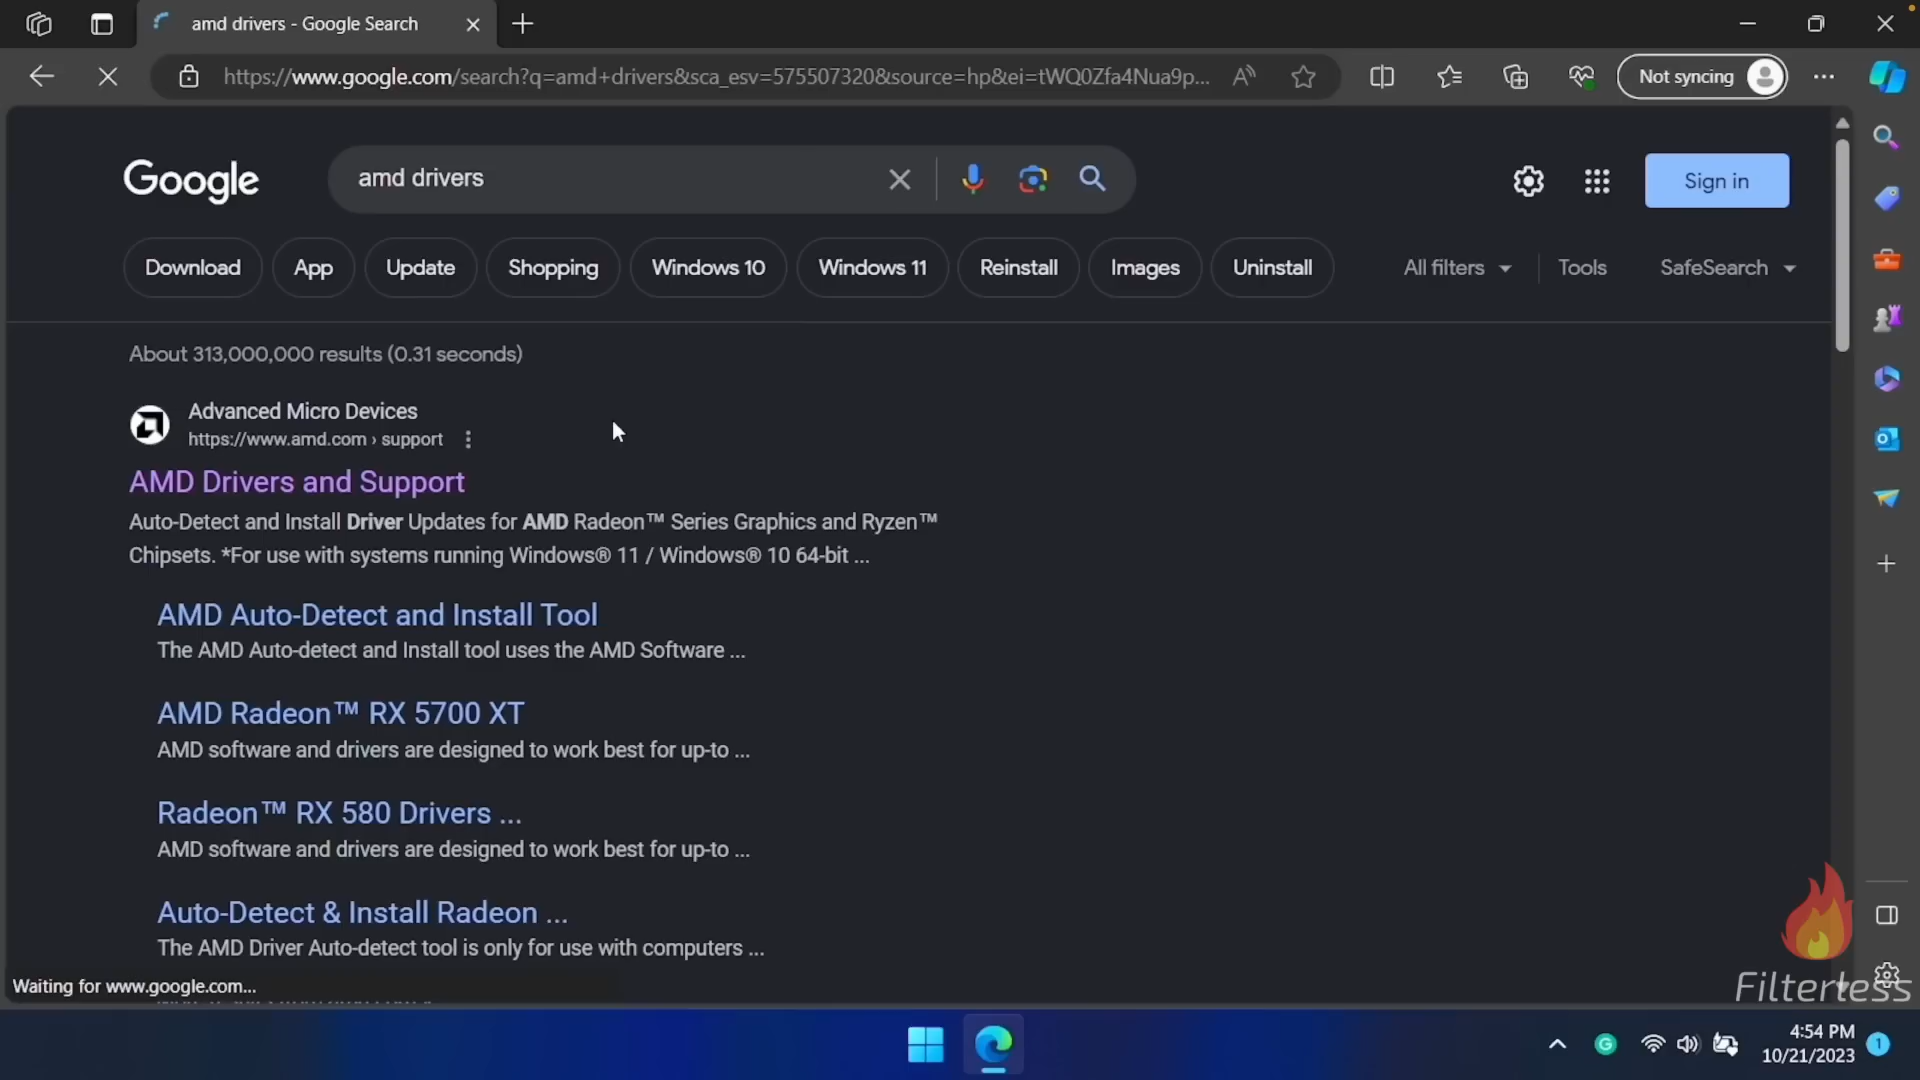 amd drivers - Google Search
https://www.google.com/search?q=amd+drivers&sca_esv=575507320&source=hp&ei=tWQ0Zfa4Nua9p...
Not syncing
Google
amd drivers
Sign in
Download
App
Update
Shopping
Windows 10
Windows 11
Reinstall
Images
Uninstall
All filters
Tools
SafeSearch
About 313,000,000 results (0.31 seconds)
Advanced Micro Devices
https://www.amd.com › support
AMD Drivers and Support
Auto-Detect and Install Driver Updates for AMD Radeon™ Series Graphics and Ryzen™
Chipsets. *For use with systems running Windows® 11 / Windows® 10 64-bit ...
AMD Auto-Detect and Install Tool
The AMD Auto-detect and Install tool uses the AMD Software ...
AMD Radeon™ RX 5700 XT
AMD software and drivers are designed to work best for up-to ...
Radeon™ RX 580 Drivers ...
AMD software and drivers are designed to work best for up-to ...
Auto-Detect & Install Radeon ...
The AMD Driver Auto-detect tool is only for use with computers ...
Waiting for www.google.com...
Filterless
4:54 PM
10/21/2023
1